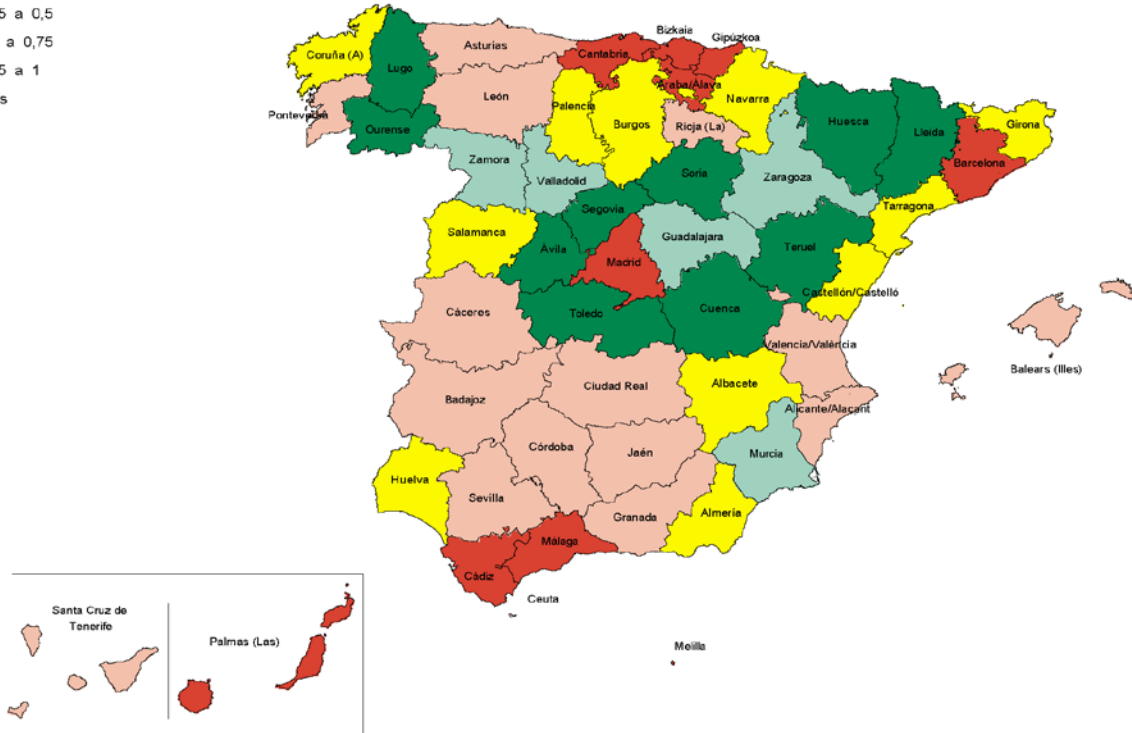 5 a 0,5
a 0,75
5 a 1
s
Bizkaia
Gipúzkoa
Coruña (A)
Lugo
Asturias
Cantabria
Araba/Álava
León
Palencia
Burgos
Navarra
Pontevedra
Ourense
Rioja (La)
Huesca
Lleida
Girona
Barcelona
Zamora
Valladolid
Soria
Zaragoza
Tarragona
Segovia
Salamanca
Ávila
Guadalajara
Teruel
Madrid
Castellón/Castelló
Cáceres
Toledo
Cuenca
Valencia/Valéncia
Balears (Illes)
Badajoz
Ciudad Real
Albacete
Alicante/Alacant
Córdoba
Jaén
Murcia
Huelva
Sevilla
Granada
Almería
Málaga
Cádiz
Ceuta
Santa Cruz de
Tenerife
Palmas (Las)
Melilla